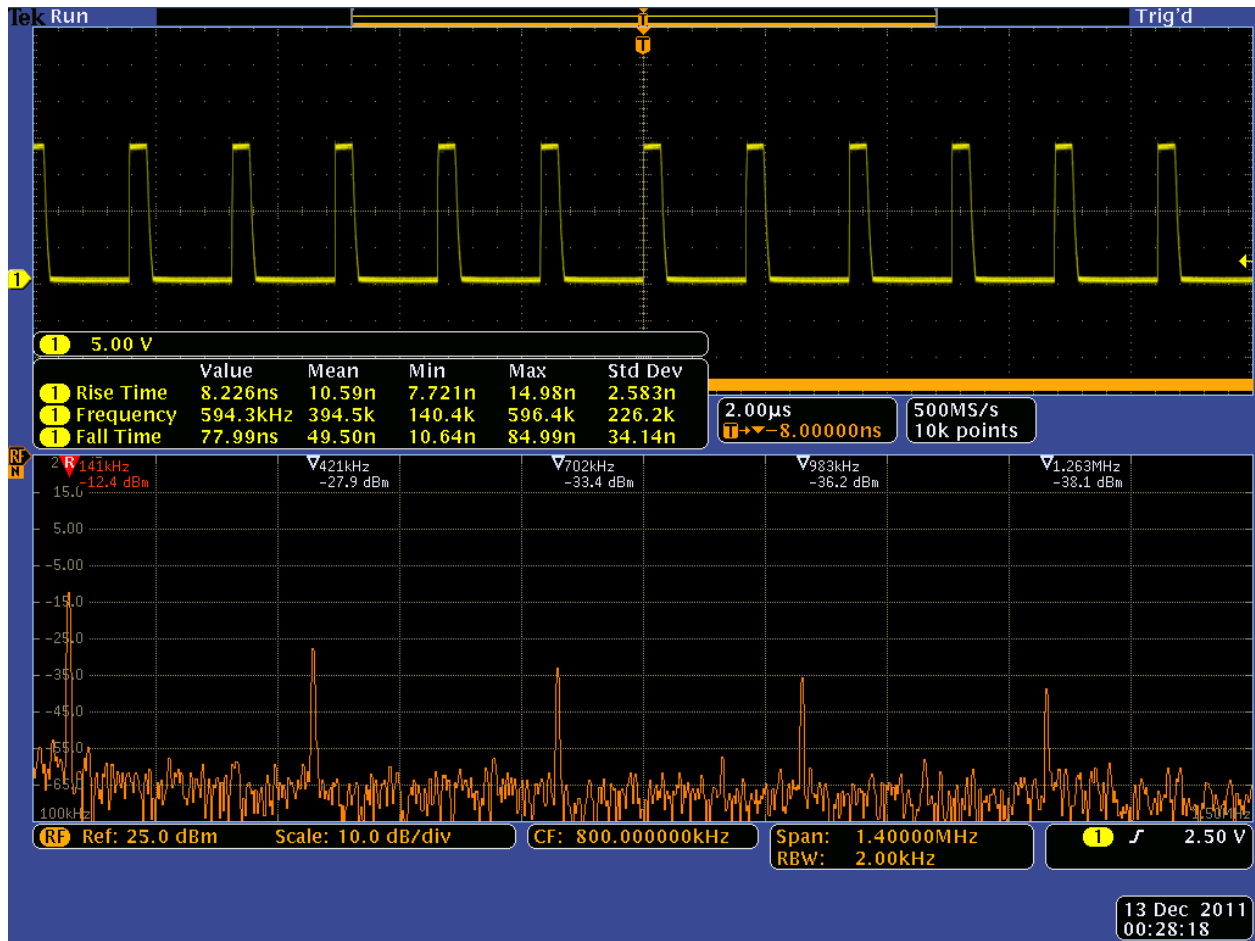 Tek Run Trig'd
T
T
1
1 5.00 V
Value Mean Min Max Std Dev
1 Rise Time 8.226ns 10.59n 7.721n 14.98n 2.583n
1 Frequency 594.3kHz 394.5k 140.4k 596.4k 226.2k
1 Fall Time 77.99ns 49.50n 10.64n 84.99n 34.14n
2.00µs
T→▼-8.00000ns
500MS/s
10k points
RF
N
R 141kHz 421kHz 702kHz 983kHz 1.263MHz
-12.4 dBm -27.9 dBm -33.4 dBm -36.2 dBm -38.1 dBm
15.0
5.00
-5.00
-15.0
-25.0
-35.0
-45.0
-55.0
-65.0
100kHz 1.50MHz
RF Ref: 25.0 dBm Scale: 10.0 dB/div
CF: 800.000000kHz
Span: 1.40000MHz
RBW: 2.00kHz
1 2.50 V
13 Dec 2011
00:28:18